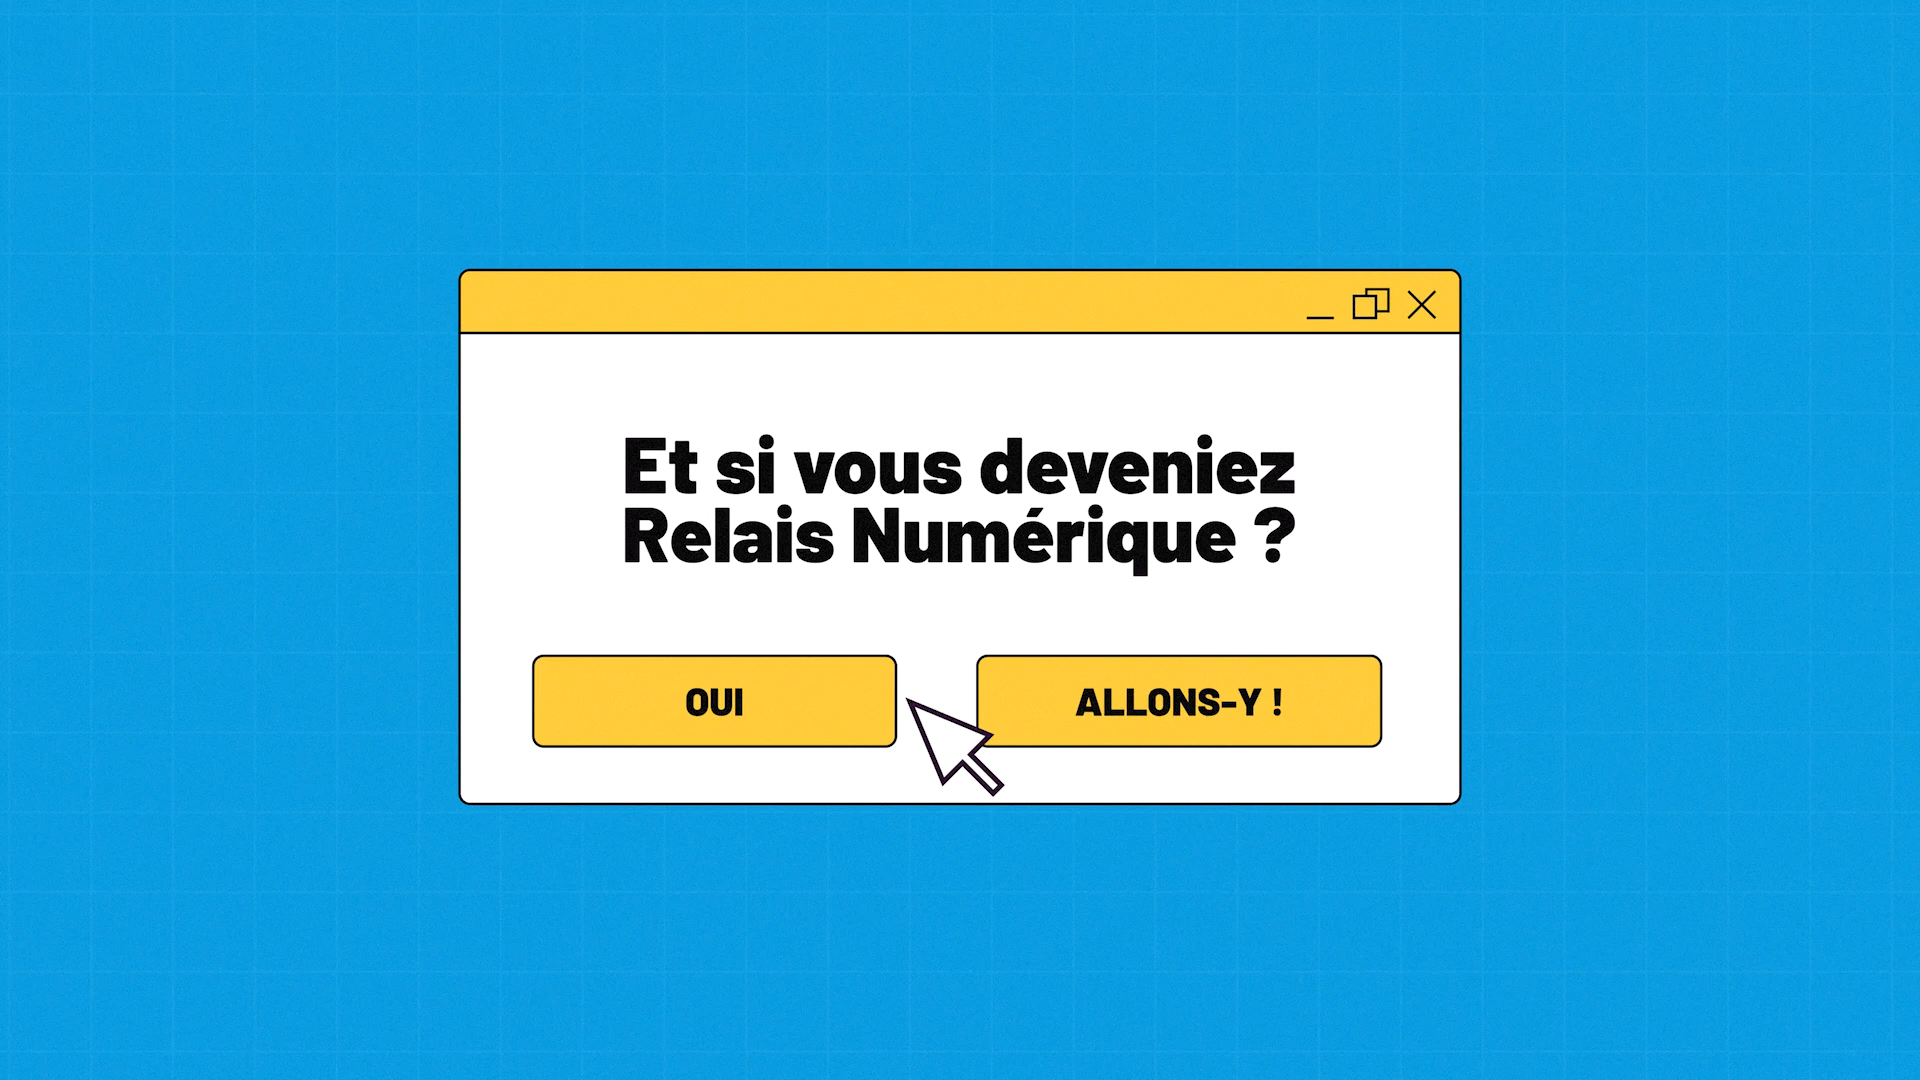 Et si vous deveniez
Relais Numérique ?
OUI
ALLONS-Y !